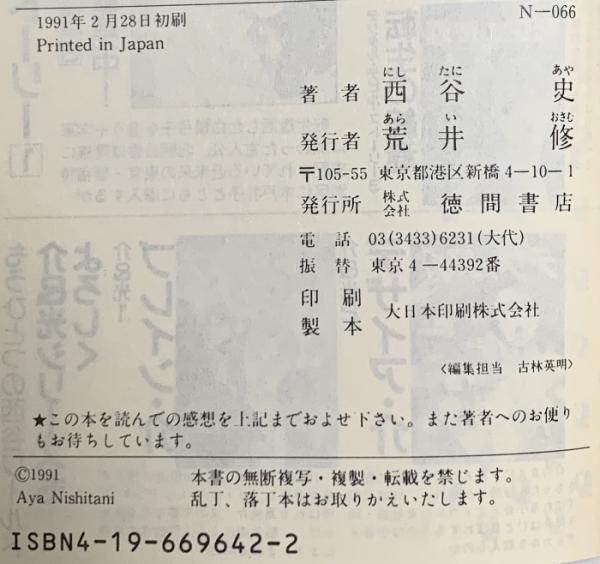 1991年2月28日初刷
N—066
Printed in Japan
にし たに あや
著者 西谷 史
あら い おさむ
発行者 荒井 修
〒105-55 東京都港区新橋4—10—1
発行所 株式会社 徳間書店
電話 03(3433)6231(大代)
振替 東京4—44392番
印刷
製本 大日本印刷株式会社
〈編集担当 古林英明〉
★この本を読んでの感想を上記までおよせ下さい。また著者へのお便り
もお待ちしています。
©1991
Aya Nishitani
本書の無断複写・複製・転載を禁じます。
乱丁、落丁本はお取りかえいたします。
ISBN4-19-669642-2